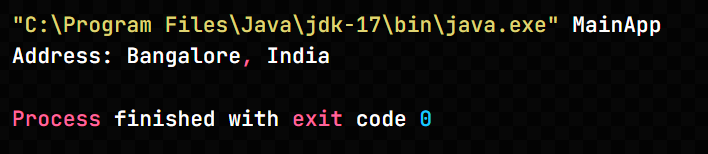 "C:\Program Files\Java\jdk-17\bin\java.exe" MainApp
Address: Bangalore, India
Process finished with exit code 0